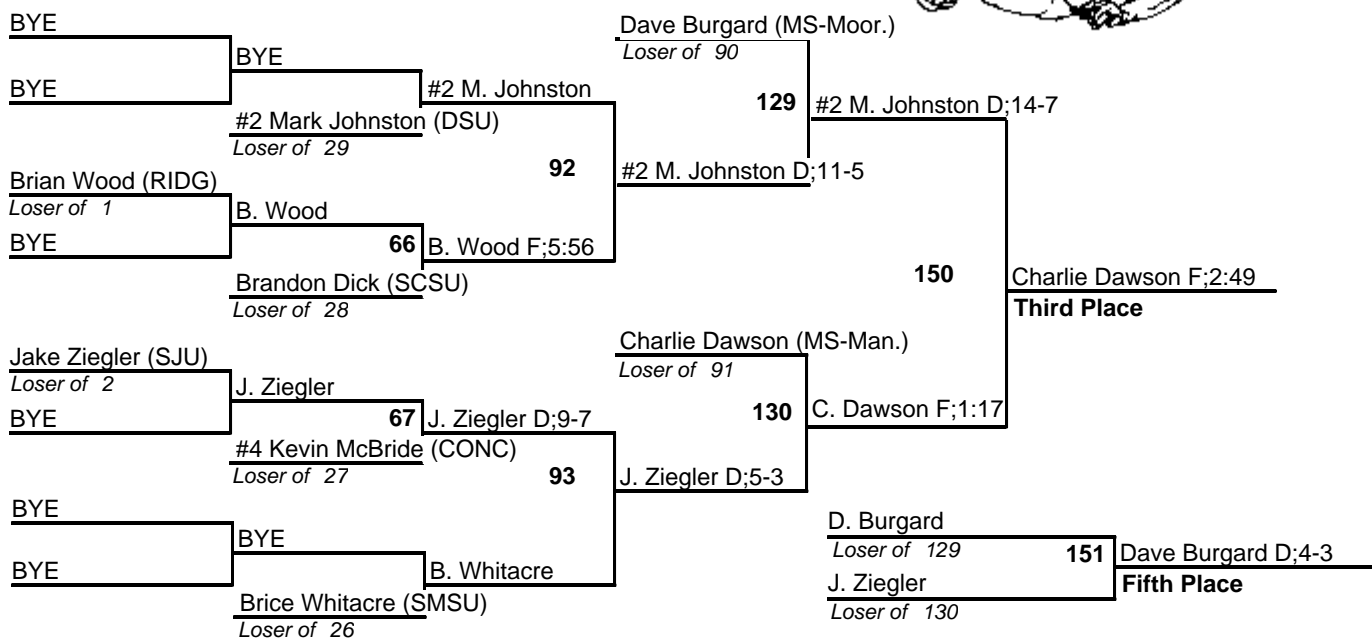 BYE
BYE
BYE
#2 M. Johnston
#2 Mark Johnston (DSU)
Loser of 29
Brian Wood (RIDG)
Loser of 1
BYE
B. Wood
66
B. Wood F;5:56
Brandon Dick (SCSU)
Loser of 28
92
#2 M. Johnston D;11-5
Dave Burgard (MS-Moor.)
Loser of 90
129
#2 M. Johnston D;14-7
Jake Ziegler (SJU)
Loser of 2
BYE
J. Ziegler
67
J. Ziegler D;9-7
#4 Kevin McBride (CONC)
Loser of 27
93
J. Ziegler D;5-3
BYE
BYE
BYE
B. Whitacre
Brice Whitacre (SMSU)
Loser of 26
Charlie Dawson (MS-Man.)
Loser of 91
130
C. Dawson F;1:17
150
Charlie Dawson F;2:49
Third Place
D. Burgard
Loser of 129
151
Dave Burgard D;4-3
J. Ziegler
Fifth Place
Loser of 130